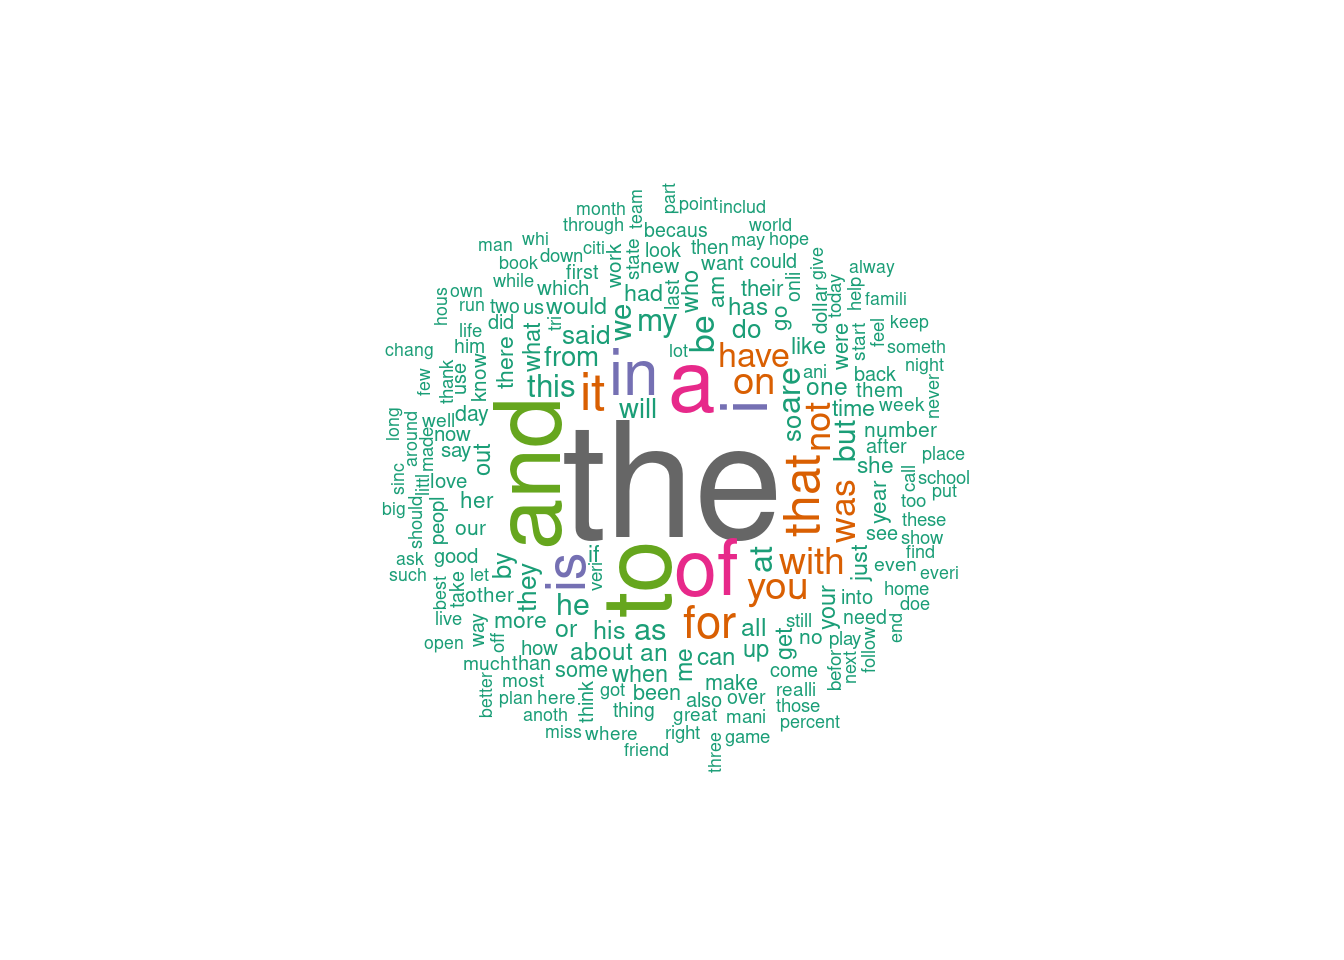 part
month team point includ
through becaus world
man whi citi state look then may hope
book down work new want could give alway
while first last who am their onli dollar today help famili
hous own which had has go
run two us would we my be do were start feel keep
life did tri said like someth
chang him there what from lot have ani back night
few thank use know this it in a i on soare one them never
long around well day will not but time week number
now the after place
sinc made say out and that she call school
littl love was year too put
big should peopl her these
our of at see show
ask good by is if to with just find
such let veri you even everi
best take other they he for your into home
live way more or his as all still need doe
open off how about an me can get no play end
much than some when up come befor next follow
most been make realli
better plan here think got also over those
anoth thing great mani percent
miss where right game
friend three